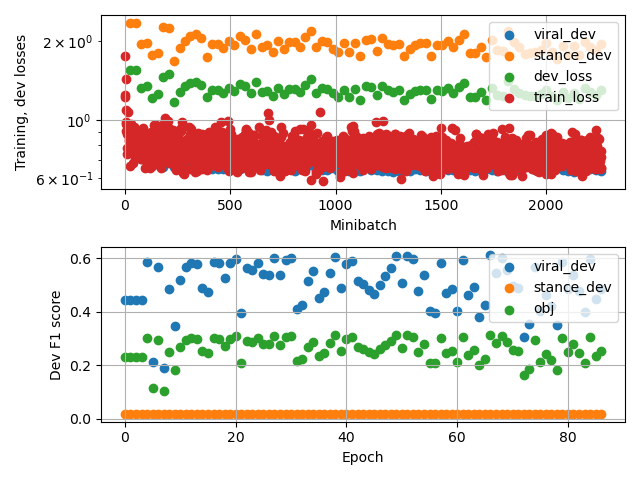 2 × 10⁰
10⁰
6 × 10⁻¹
Training, dev losses
viral_dev
stance_dev
dev_loss
train_loss
0
500
1000
1500
2000
Minibatch
0.6
0.4
0.2
0.0
Dev F1 score
viral_dev
stance_dev
obj
0
20
40
60
80
Epoch